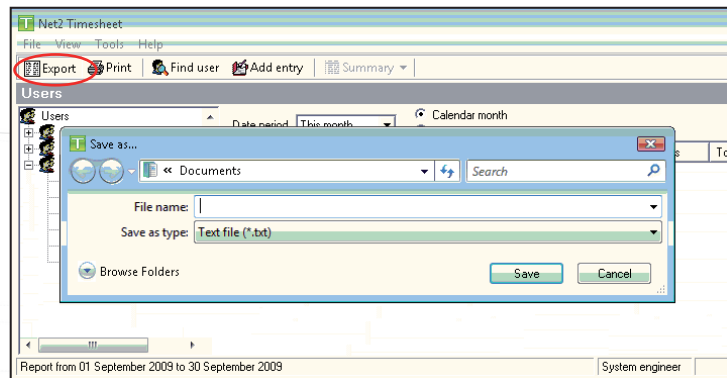 Net2 Timesheet
File View Tools Help
Export Print Find user Add entry Summary
Users
Users
Date period This month Calendar month
Save as...
« Documents
Search
File name:
Save as type: Text file (*.txt)
Browse Folders
Save Cancel
Report from 01 September 2009 to 30 September 2009 System engineer